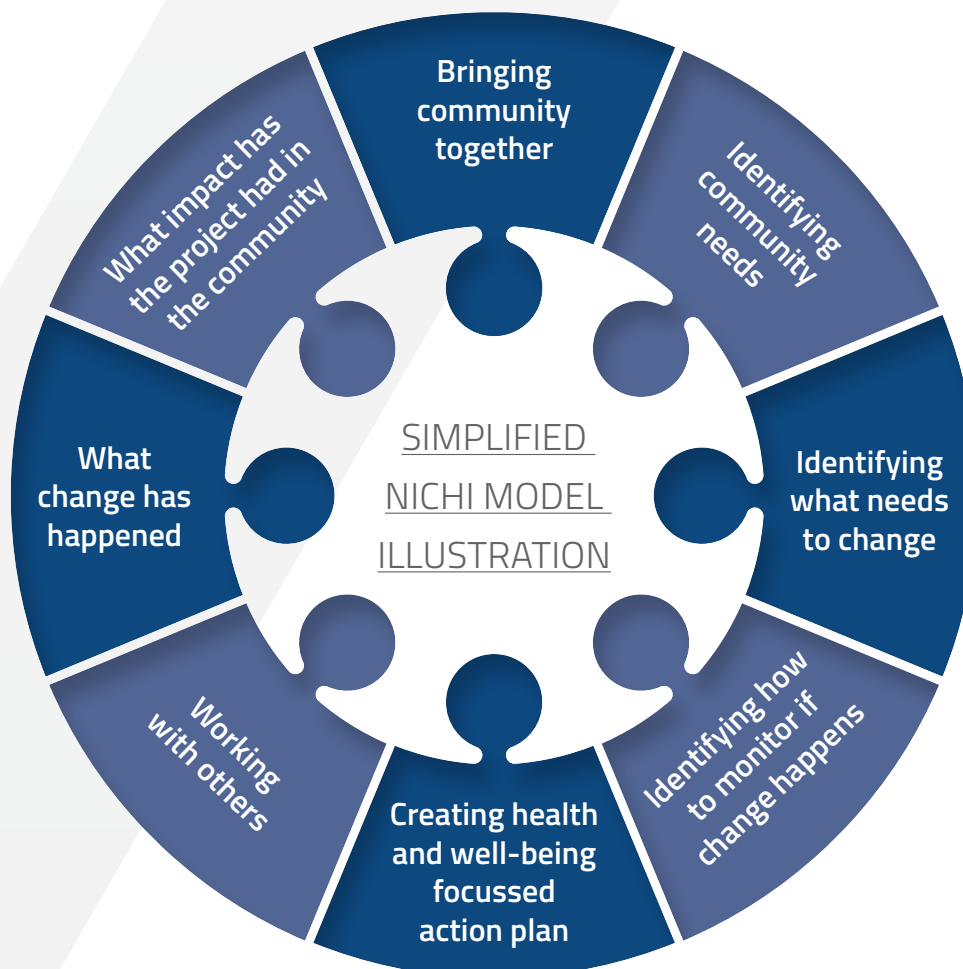 Bringing
community
together
Identifying
community
needs
Identifying
what needs
to change
Identifying how
to monitor if
change happens
Creating health
and well-being
focussed
action plan
Working
with others
What
change has
happened
What impact has
the project had in
the community
SIMPLIFIED
NICHI MODEL
ILLUSTRATION